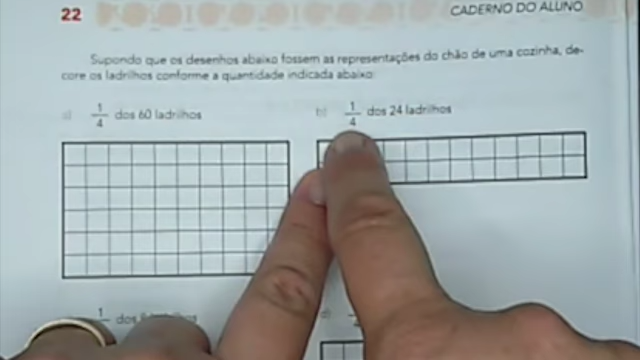 22
CADERNO DO ALUNO
Supondo que os desenhos abaixo fossem as representações do chão de uma cozinha, de-
core os ladrilhos conforme a quantidade indicada abaixo:
a) 1/4 dos 60 ladrilhos
b) 1/4 dos 24 ladrilhos
1
dos
ladrilhos
d)